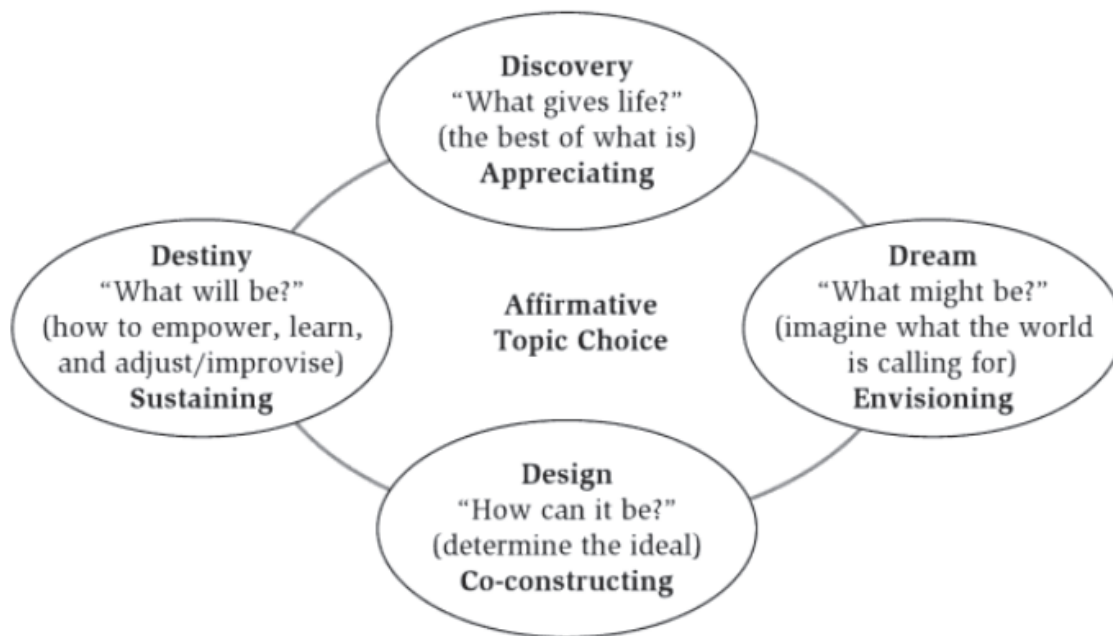 Discovery
“What gives life?”
(the best of what is)
Appreciating
Destiny
“What will be?”
(how to empower, learn,
and adjust/improvise)
Sustaining
Affirmative
Topic Choice
Dream
“What might be?”
(imagine what the world
is calling for)
Envisioning
Design
“How can it be?”
(determine the ideal)
Co-constructing